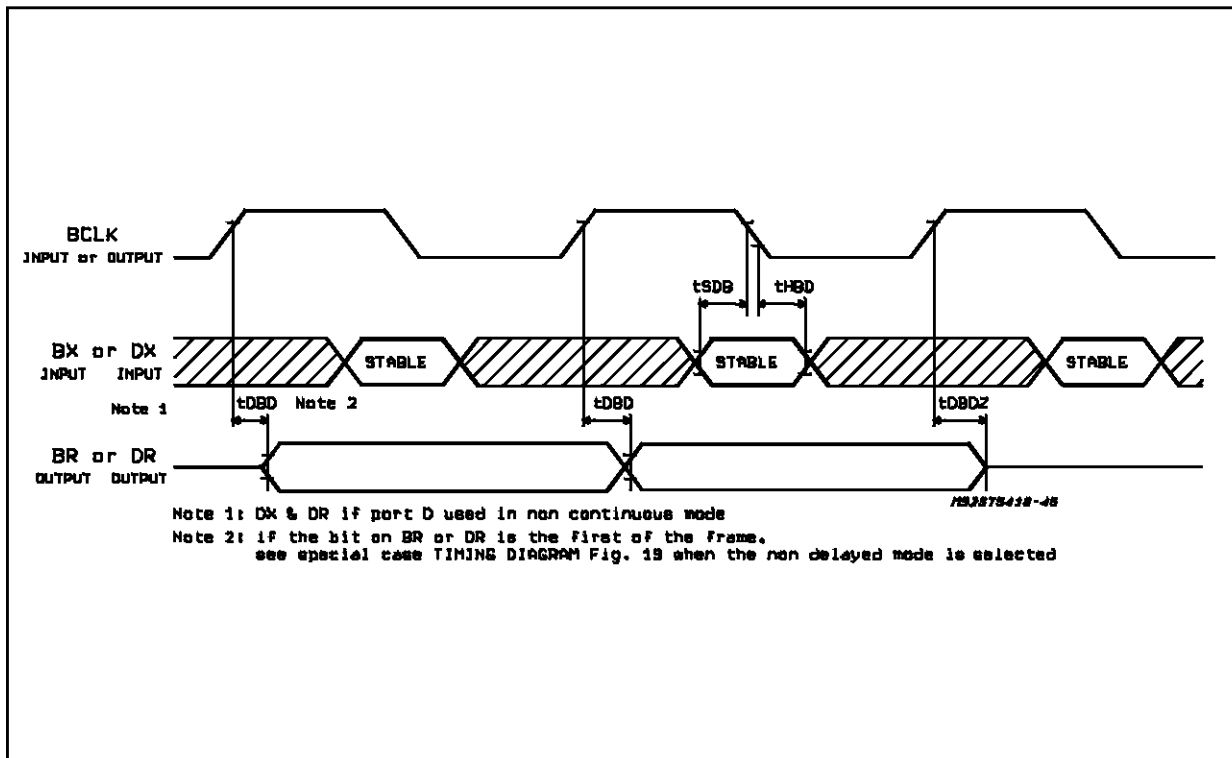 BCLK
INPUT or OUTPUT
tSDB tHBD
BX or DX
INPUT INPUT
STABLE STABLE STABLE
Note 1
tDBD Note 2 tDBD tDBDZ
BR or DR
OUTPUT OUTPUT
Note 1: DX & DR if port D used in non continuous mode
Note 2: if the bit on BR or DR is the first of the frame,
see special case TIMING DIAGRAM Fig. 19 when the non delayed mode is selected